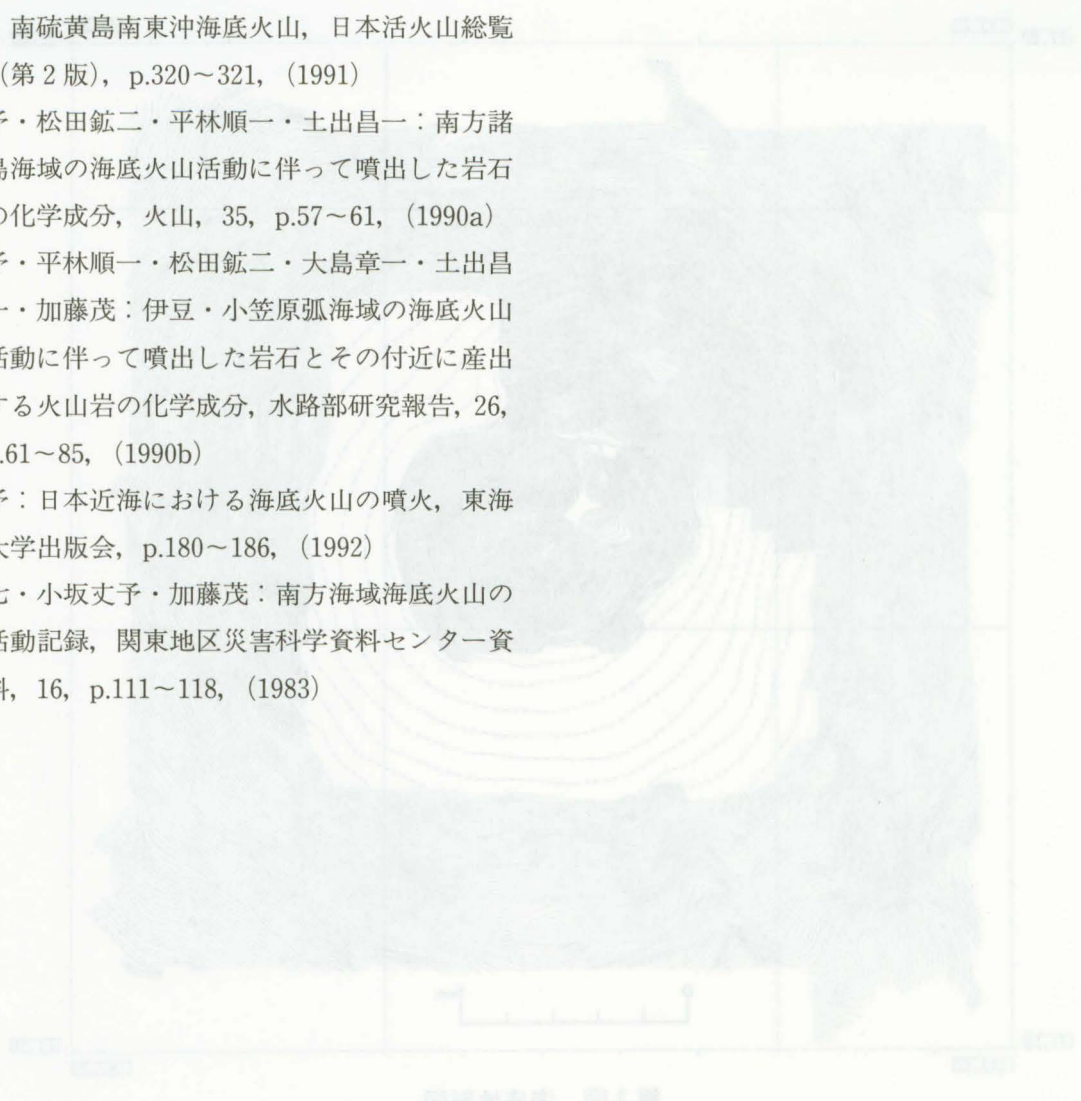 南硫黄島南東沖海底火山，日本活火山総覧
（第 2 版），p.320～321,（1991）
予・松田鉱二・平林順一・土出昌一：南方諸
島海域の海底火山活動に伴って噴出した岩石
の化学成分，火山，35，p.57～61,（1990a）
予・平林順一・松田鉱二・大島章一・土出昌
一・加藤茂：伊豆・小笠原弧海域の海底火山
活動に伴って噴出した岩石とその付近に産出
する火山岩の化学成分，水路部研究報告，26,
.61～85,（1990b）
予：日本近海における海底火山の噴火，東海
大学出版会，p.180～186,（1992）
七・小坂丈予・加藤茂：南方海域海底火山の
活動記録，関東地区災害科学資料センター資
料，16，p.111～118,（1983）